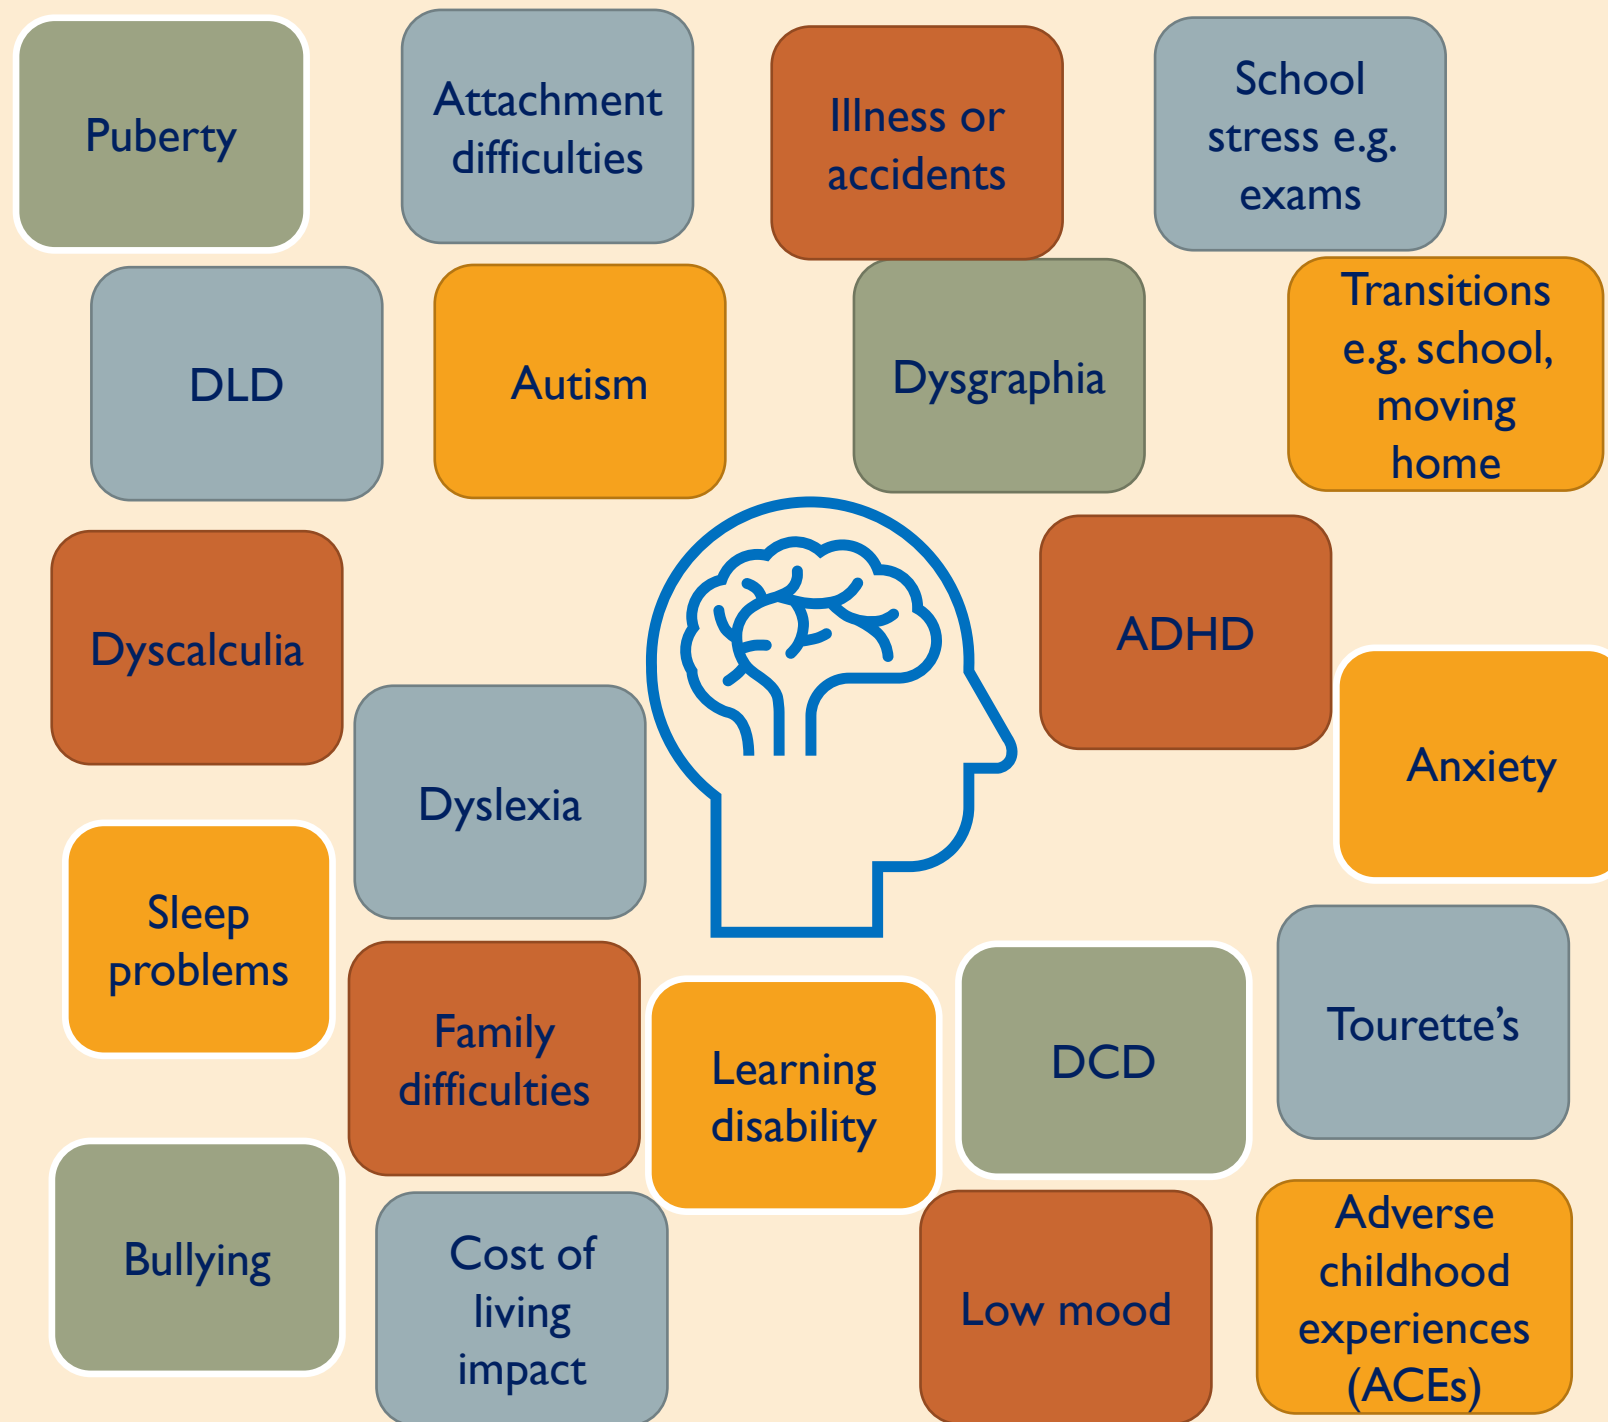 Puberty
Attachment
difficulties
Illness or
accidents
School
stress e.g.
exams
DLD
Autism
Dysgraphia
Transitions
e.g. school,
moving
home
Dyscalculia
ADHD
Dyslexia
Anxiety
Sleep
problems
Family
difficulties
Learning
disability
DCD
Tourette’s
Bullying
Cost of
living
impact
Low mood
Adverse
childhood
experiences
(ACEs)